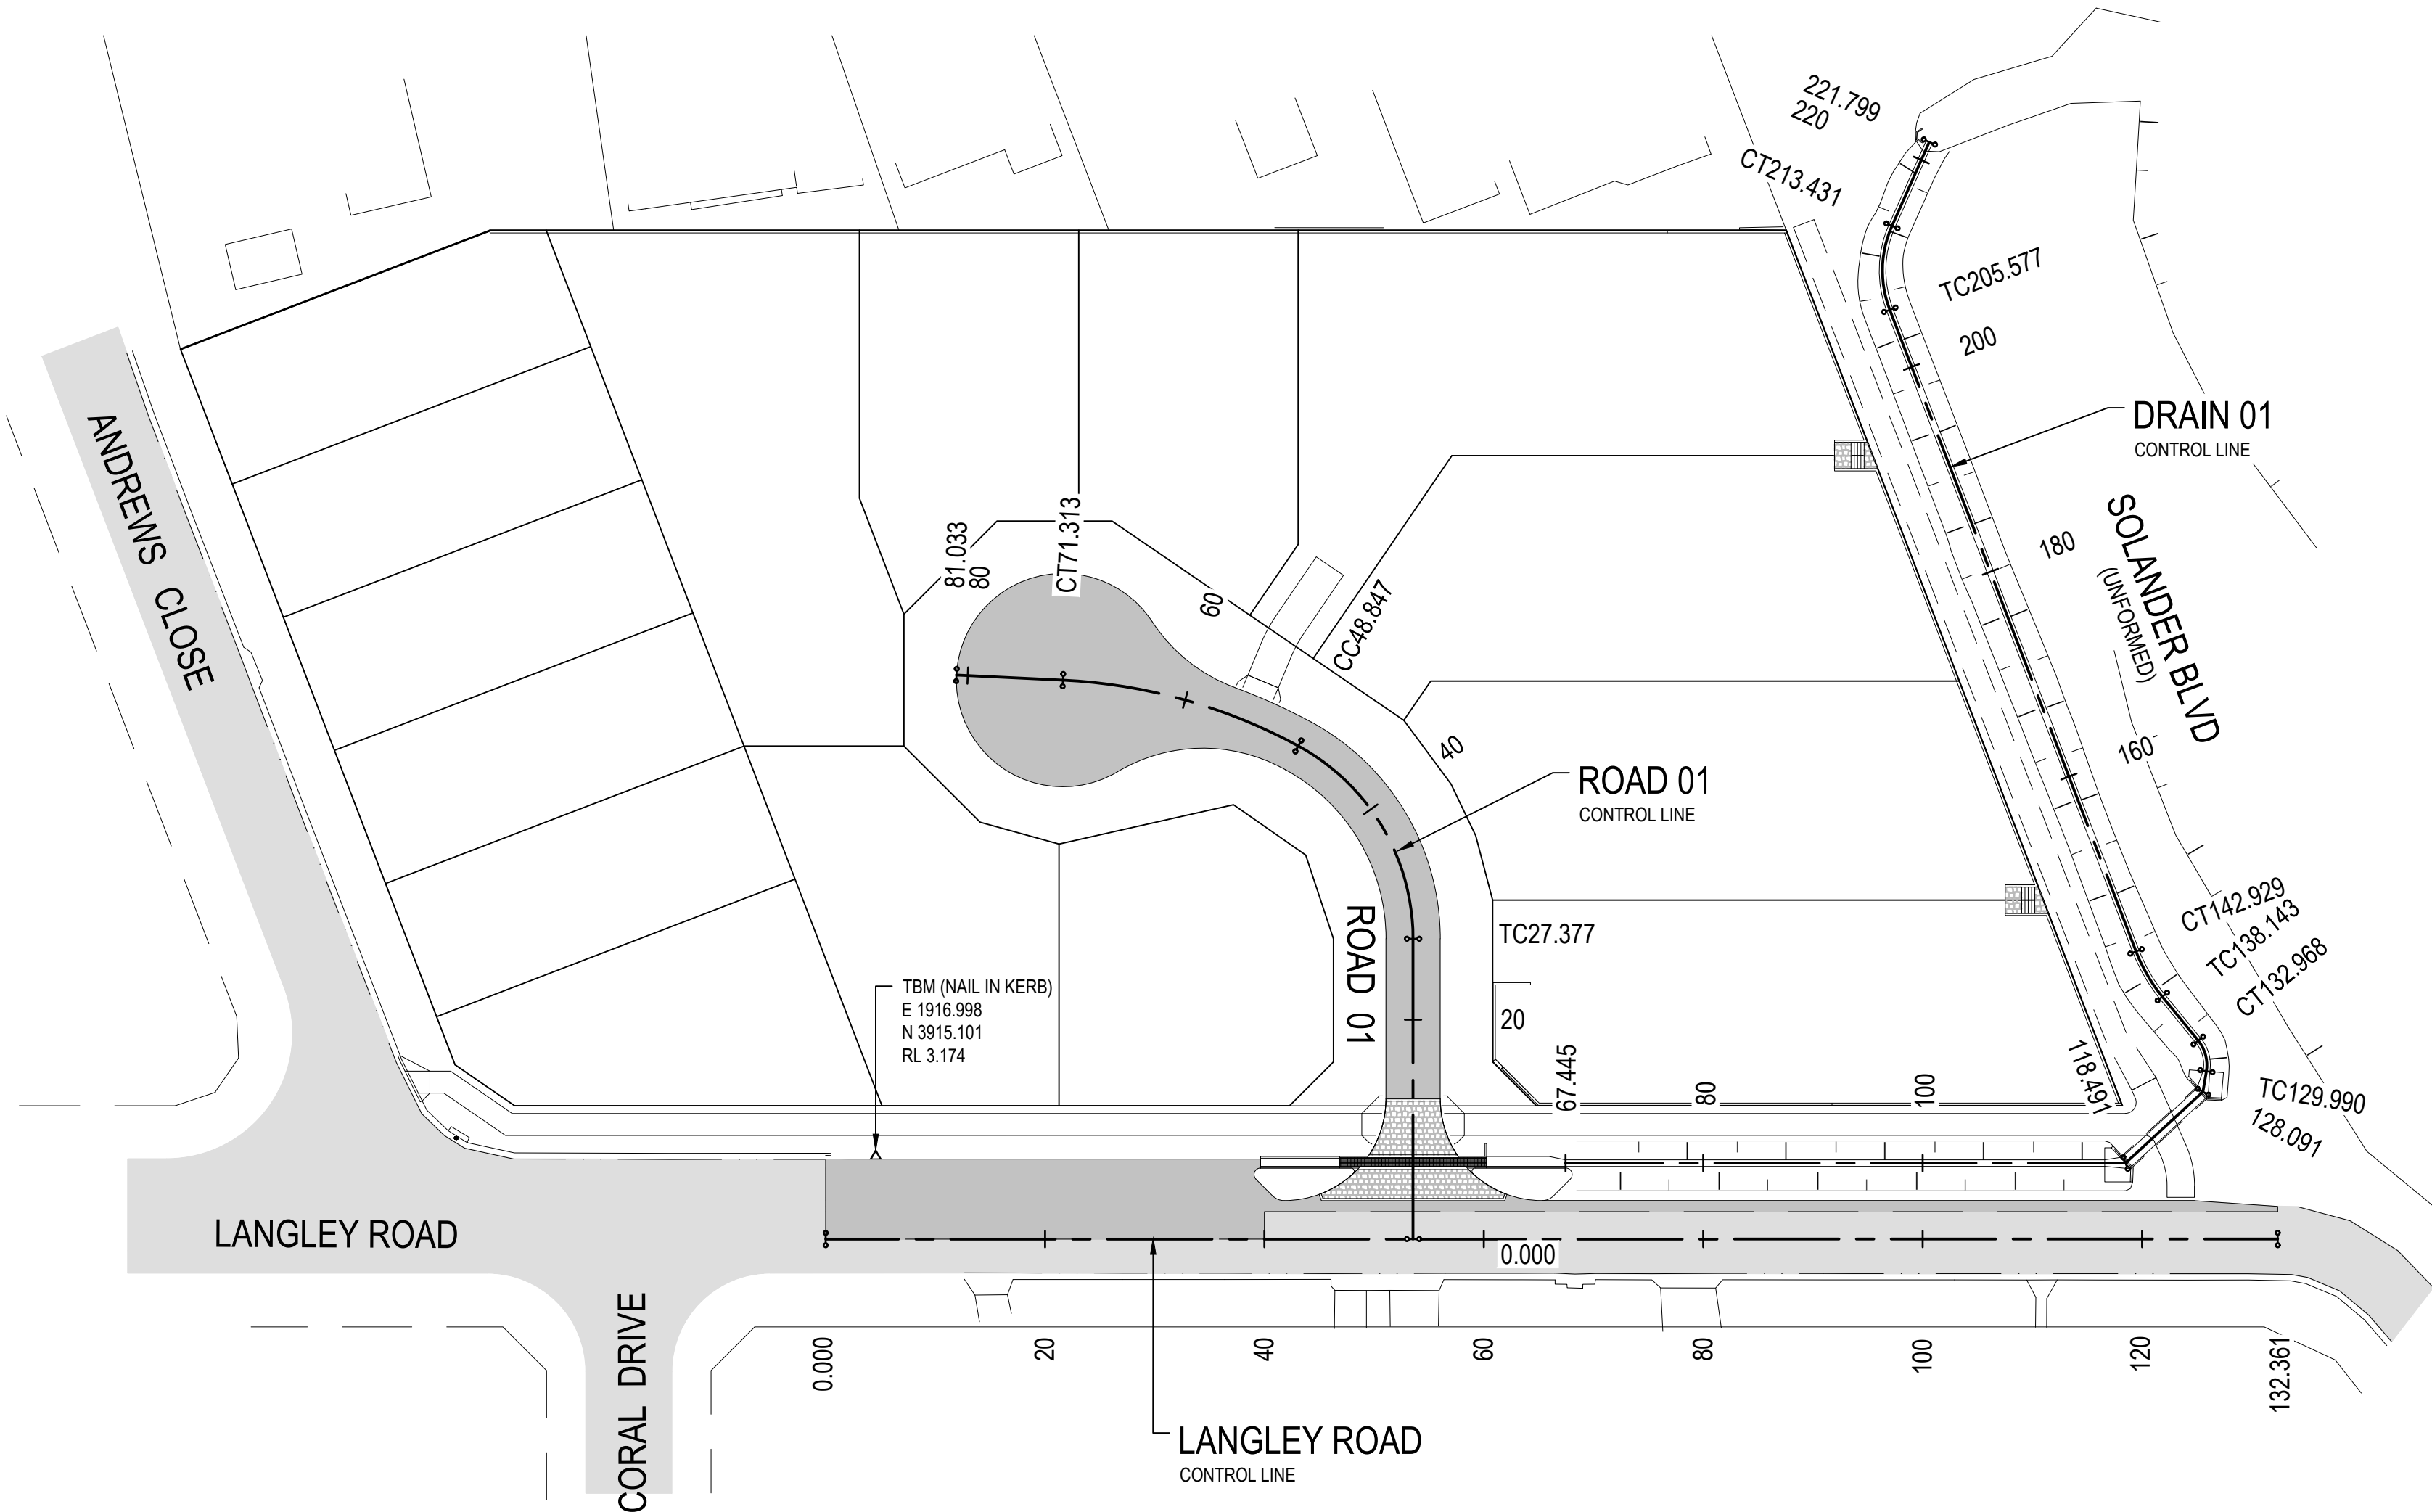 221.799
220
CT213.431
TC205.577
200
DRAIN 01
CONTROL LINE
180
SOLANDER BLVD
(UNFORMED)
160
CT142.929
TC138.143
CT132.968
TC129.990
128.091
ANDREWS CLOSE
81.033
80
CT71.313
60
CC48.847
40
ROAD 01
CONTROL LINE
TC27.377
ROAD 01
20
TBM (NAIL IN KERB)
E 1916.998
N 3915.101
RL 3.174
67.445
80
100
118.491
LANGLEY ROAD
0.000
CORAL DRIVE
0.000
20
40
60
80
100
120
132.361
LANGLEY ROAD
CONTROL LINE